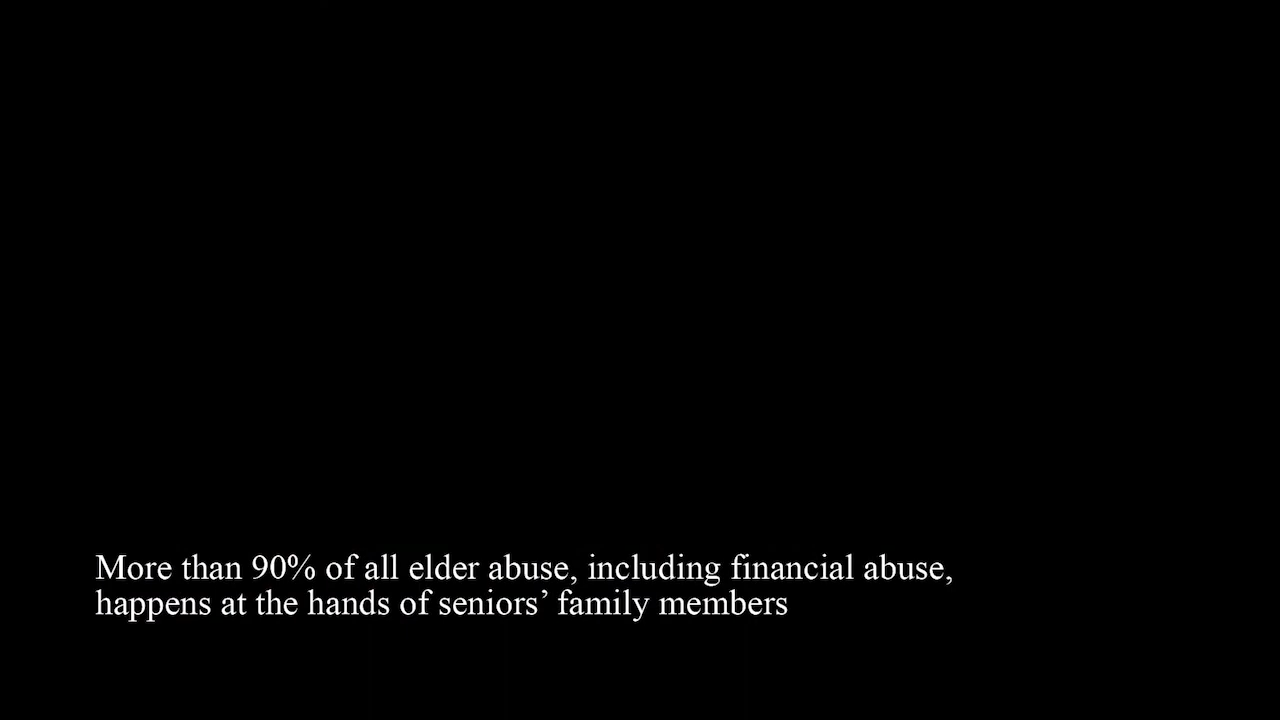 More than 90% of all elder abuse, including financial abuse,
happens at the hands of seniors’ family members